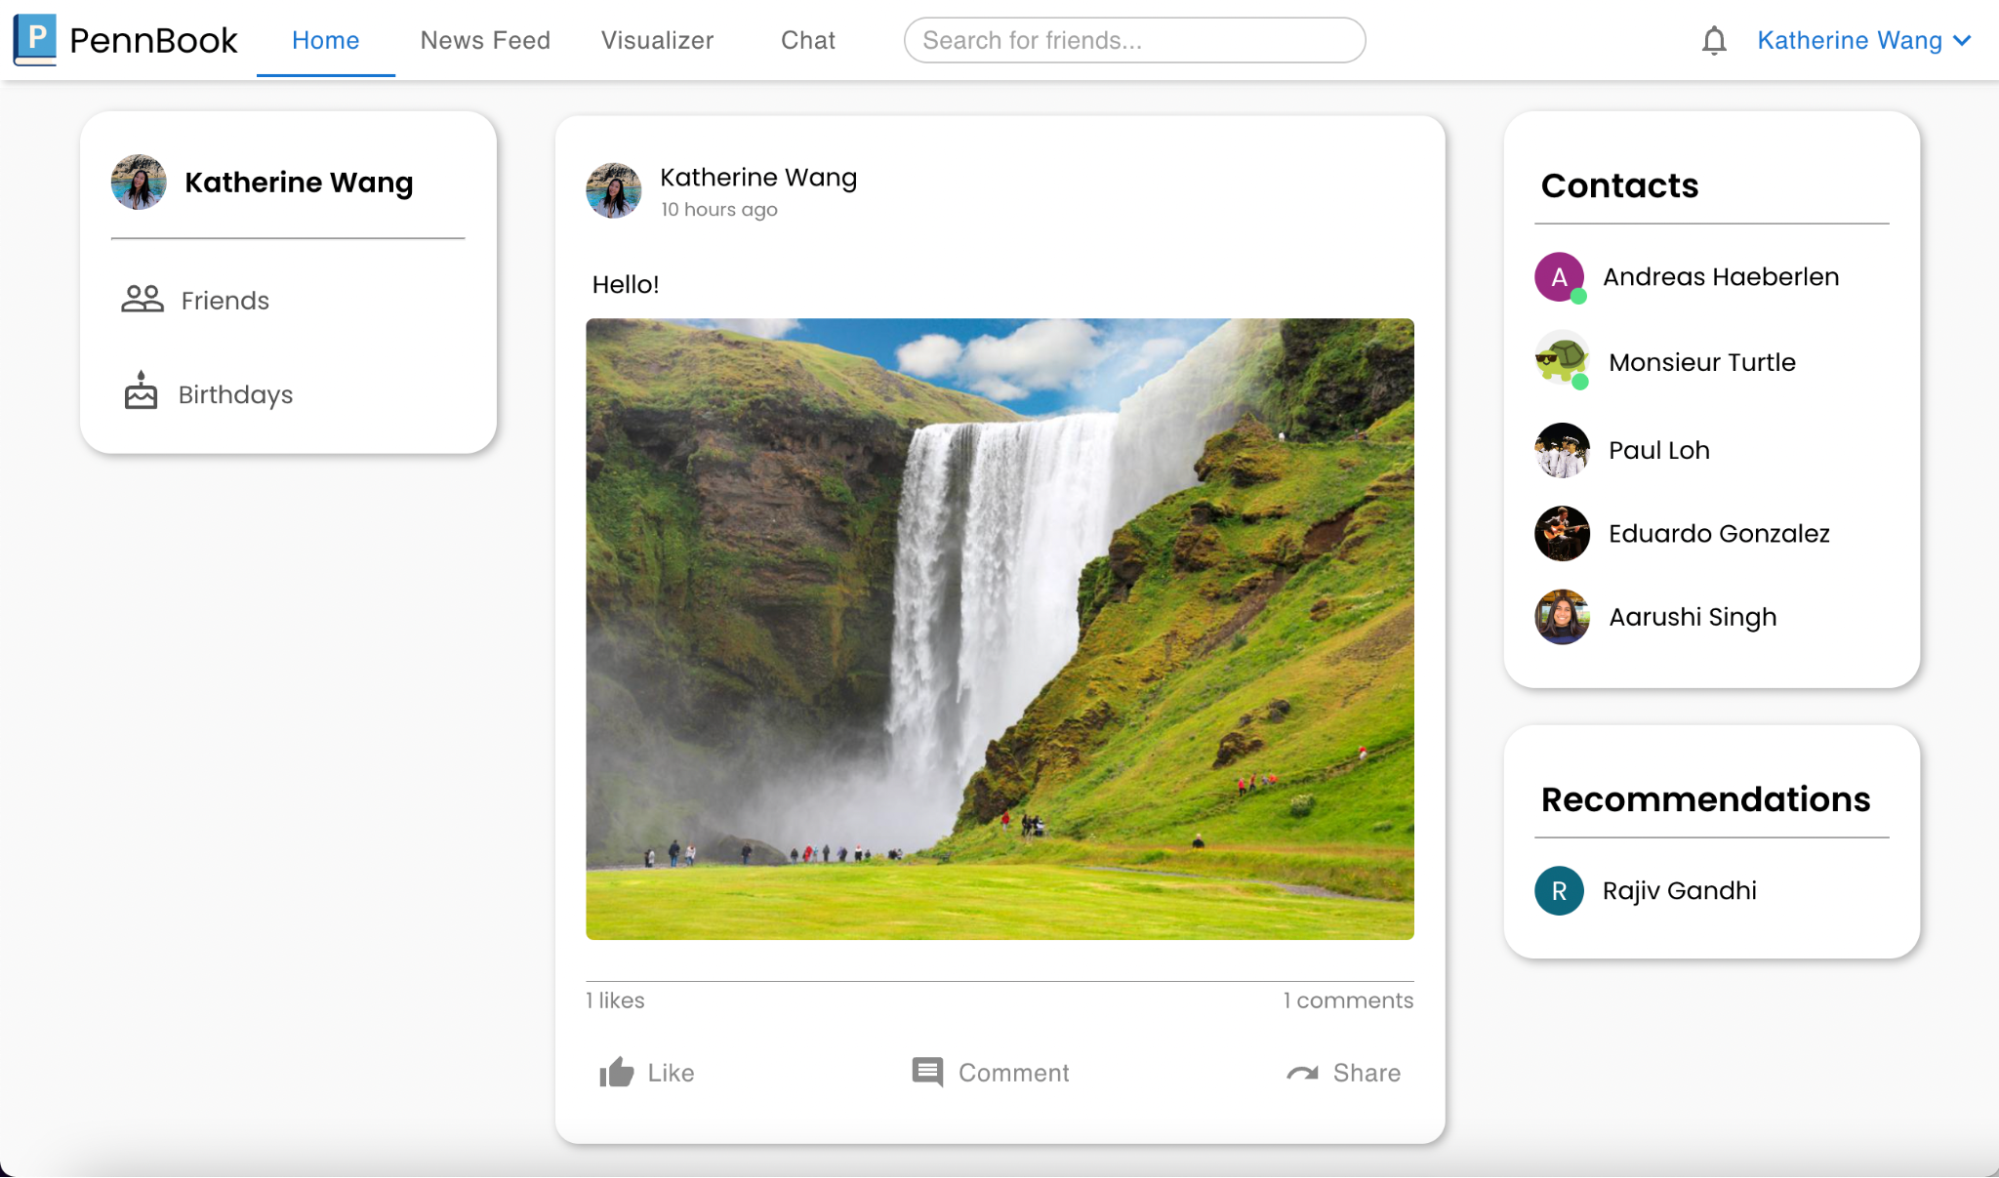 P PennBook
Home
News Feed
Visualizer
Chat
Search for friends...
Katherine Wang
Katherine Wang
Friends
Birthdays
Katherine Wang
10 hours ago
Hello!
1 likes
1 comments
Like
Comment
Share
Contacts
A Andreas Haeberlen
Monsieur Turtle
Paul Loh
Eduardo Gonzalez
Aarushi Singh
Recommendations
R Rajiv Gandhi